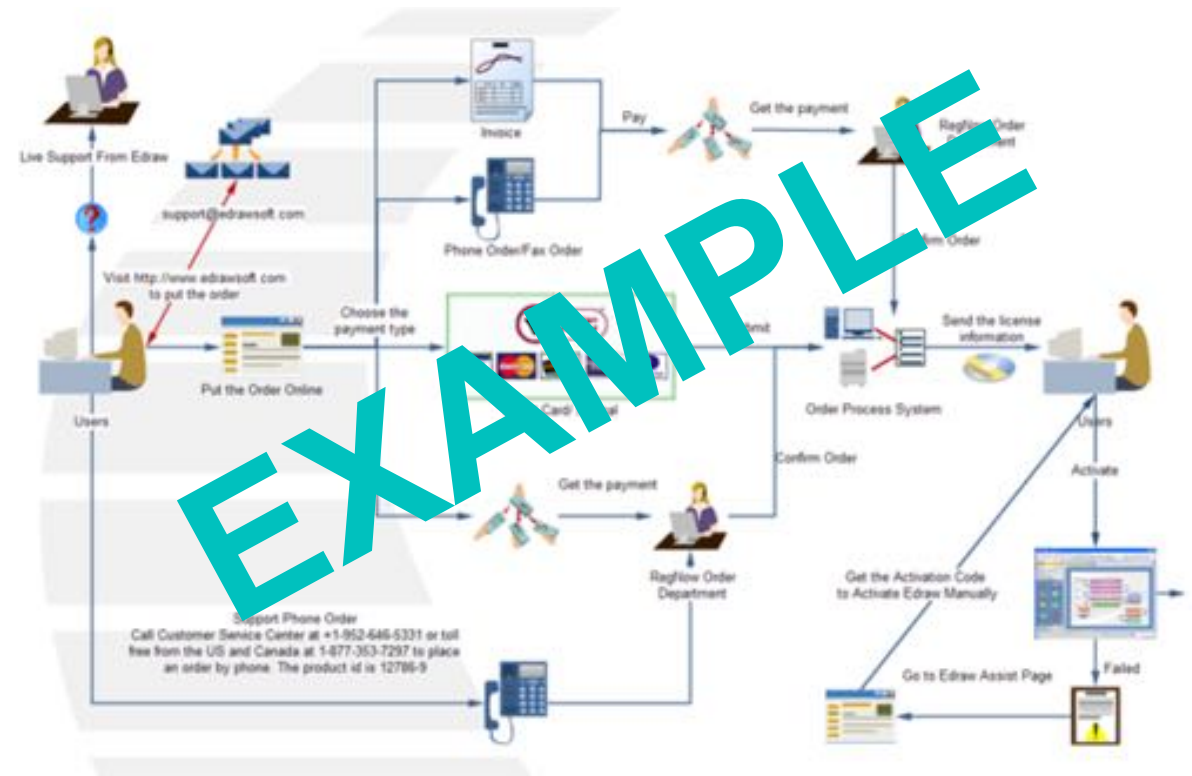 Invoice
Pay
Get the payment
RegNow Order
Live Support From Edraw
support@edrawsoft.com
Phone Order/Fax Order
Order
Visit http://www.edrawsoft.com
to put the order
Choose the
payment type
Send the license
information
Put the Order Online
Card/
Order Process System
Users
Users
EXAMPLE
Confirm Order
Activate
Get the payment
RegNow Order
Department
Get the Activation Code
to Activate Edraw Manually
Support Phone Order
Call Customer Service Center at +1-952-646-5331 or toll
free from the US and Canada at 1-877-353-7297 to place
an order by phone. The product id is 12786-9
Go to Edraw Assist Page
Failed